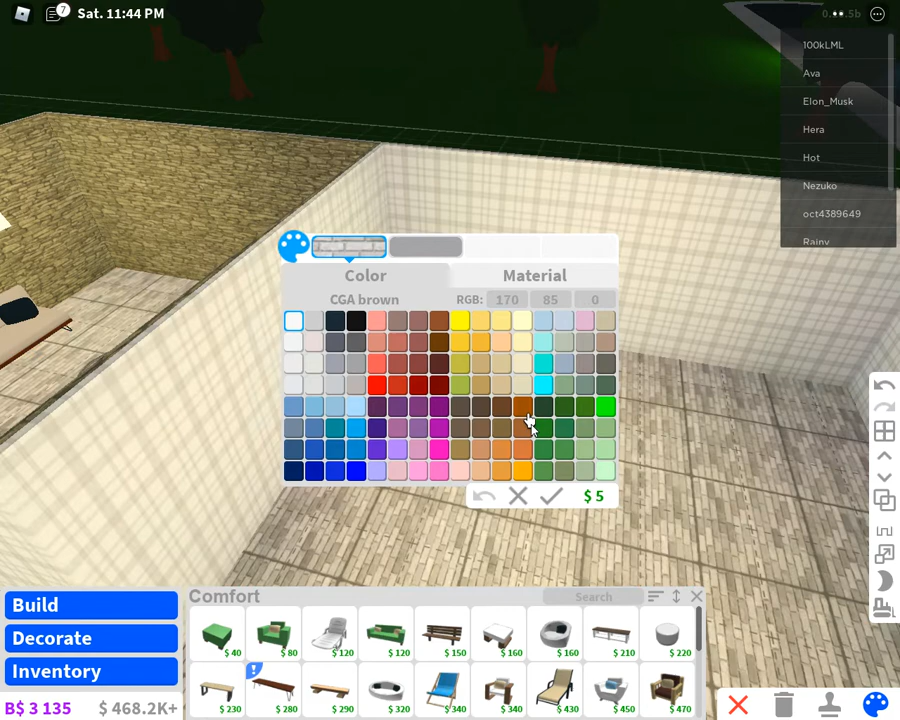 7
Sat. 11:44 PM
100kLML
Ava
Elon_Musk
Hera
Hot
Nezuko
oct4389649
Rainy
Color
Material
CGA brown
RGB: 170 85 0
$ 5
Build
Decorate
Inventory
B$ 3 135
$ 468.2K+
Comfort
Search
$ 40
$ 80
$ 120
$ 120
$ 150
$ 160
$ 160
$ 210
$ 220
$ 230
$ 280
$ 290
$ 320
$ 340
$ 340
$ 430
$ 450
$ 470